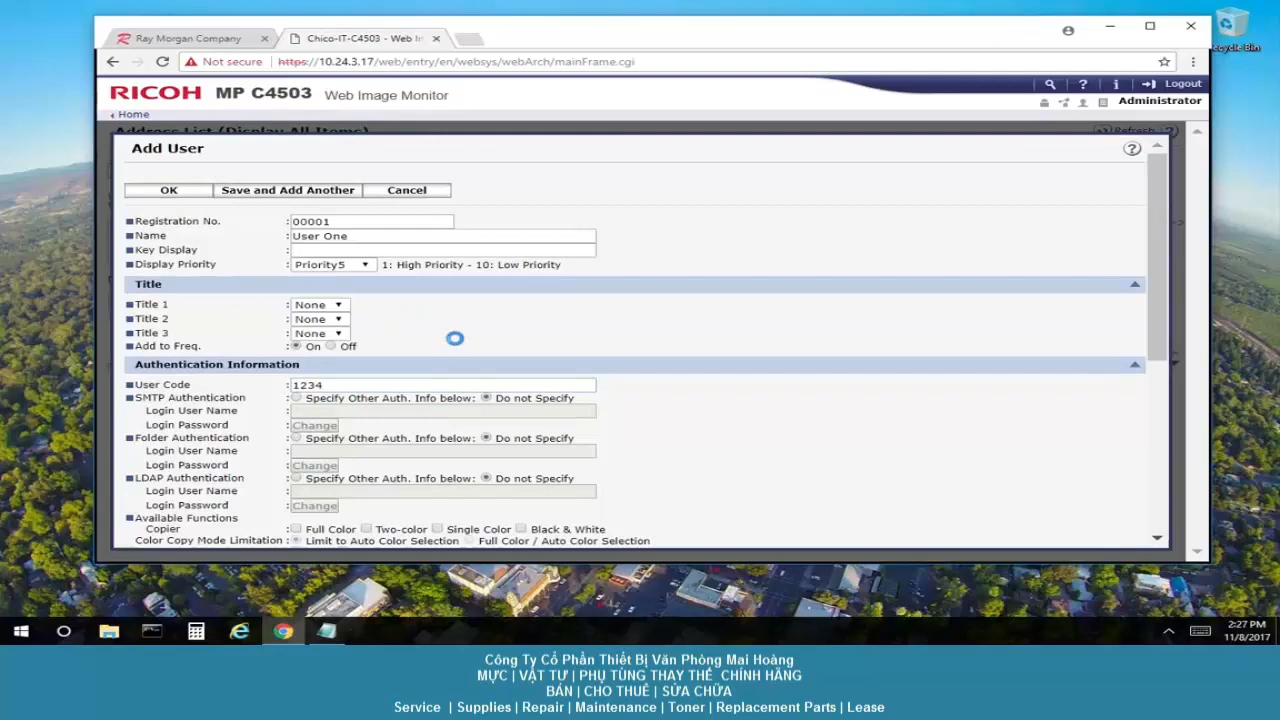 Ray Morgan Company
Chico-IT-C4503 - Web
Not secure | https://10.24.3.17/web/entry/en/websys/webArch/mainFrame.cgi
RICOH MP C4503 Web Image Monitor
Logout
Administrator
Home
Address List (Display All Items)
Refresh
Add User
OK Save and Add Another Cancel
Registration No. : 00001
Name : User One
Key Display :
Display Priority : Priority5 1: High Priority - 10: Low Priority
Title
Title 1 : None
Title 2 : None
Title 3 : None
Add to Freq. : On Off
Authentication Information
User Code : 1234
SMTP Authentication : Specify Other Auth. Info below: Do not Specify
Login User Name :
Login Password : Change
Folder Authentication : Specify Other Auth. Info below: Do not Specify
Login User Name :
Login Password : Change
LDAP Authentication : Specify Other Auth. Info below: Do not Specify
Login User Name :
Login Password : Change
Available Functions
Copier : Full Color Two-color Single Color Black & White
Color Copy Mode Limitation : Limit to Auto Color Selection Full Color / Auto Color Selection
2:27 PM
11/8/2017
Công Ty Cổ Phần Thiết Bị Văn Phòng Mai Hoàng
MỰC | VẬT TƯ | PHỤ TÙNG THAY THẾ CHÍNH HÃNG
BÁN | CHO THUÊ | SỬA CHỮA
Service | Supplies | Repair | Maintenance | Toner | Replacement Parts | Lease